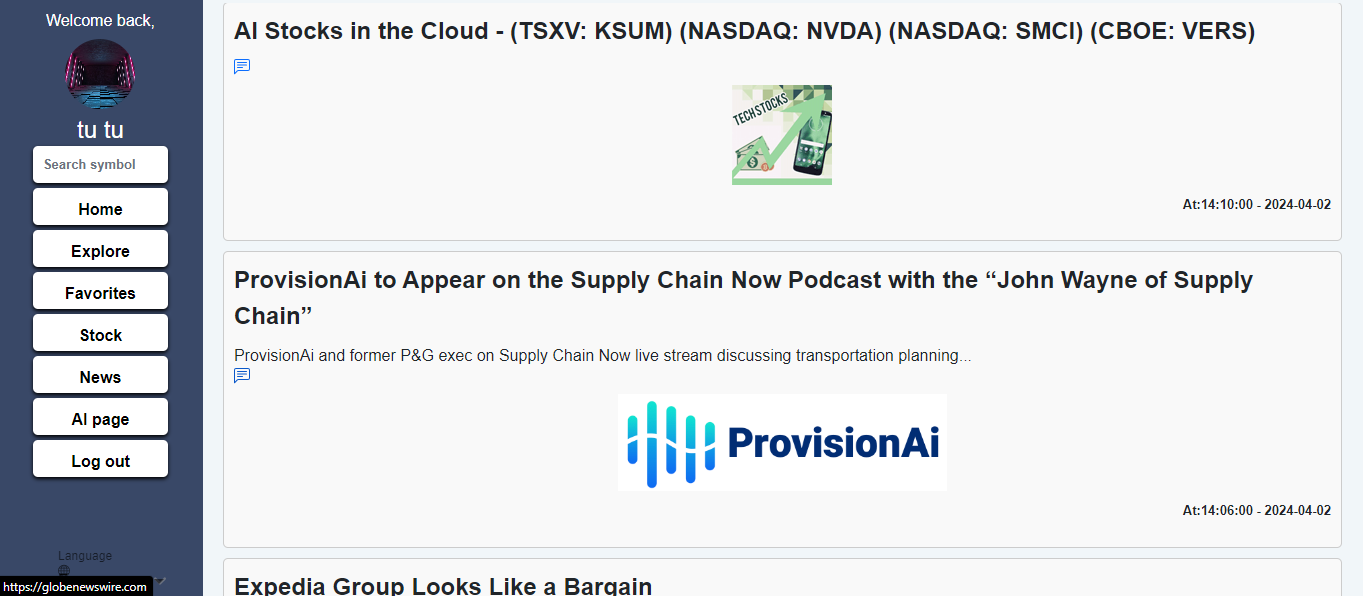 Welcome back,
tu tu
Search symbol
Home
Explore
Favorites
Stock
News
AI page
Log out
Language
https://globenewswire.com
AI Stocks in the Cloud - (TSXV: KSUM) (NASDAQ: NVDA) (NASDAQ: SMCI) (CBOE: VERS)
TECHSTOCKS
At:14:10:00 - 2024-04-02
ProvisionAi to Appear on the Supply Chain Now Podcast with the “John Wayne of Supply
Chain”
ProvisionAi and former P&G exec on Supply Chain Now live stream discussing transportation planning...
ProvisionAi
At:14:06:00 - 2024-04-02
Expedia Group Looks Like a Bargain